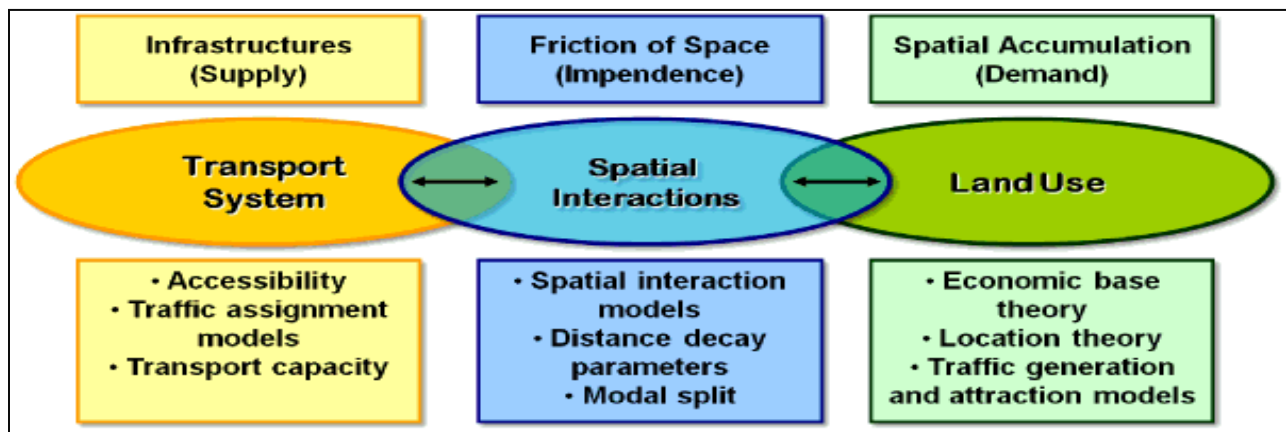 Infrastructures
(Supply)
Friction of Space
(Impendence)
Spatial Accumulation
(Demand)
Transport
System
Spatial
Interactions
Land Use
• Accessibility
• Traffic assignment
models
• Transport capacity
• Spatial interaction
models
• Distance decay
parameters
• Modal split
• Economic base
theory
• Location theory
• Traffic generation
and attraction models